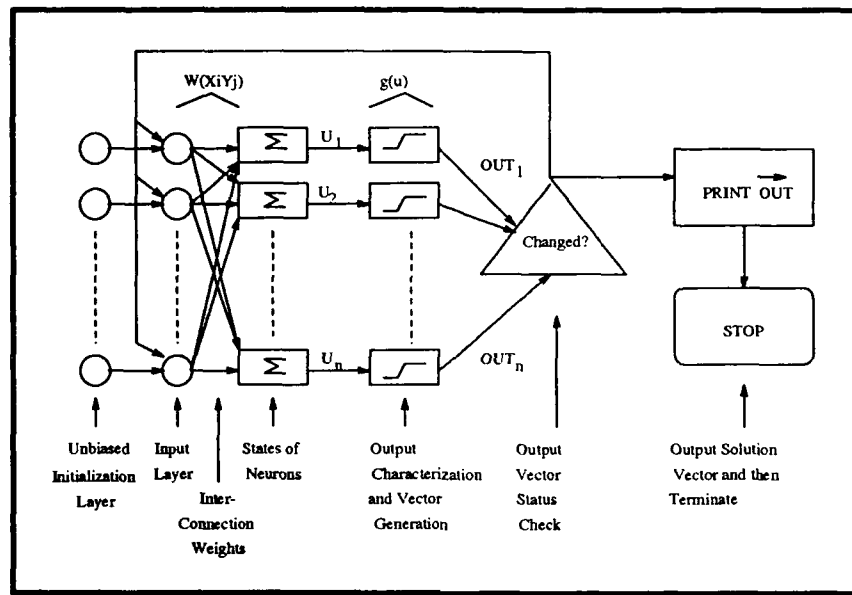 W(XiYj)
g(u)
U1
OUT1
U2
PRINT OUT
Changed?
STOP
Un
OUTn
Unbiased
Initialization
Layer
Input
Layer
Inter-
Connection
Weights
States of
Neurons
Output
Characterization
and Vector
Generation
Output
Vector
Status
Check
Output Solution
Vector and then
Terminate